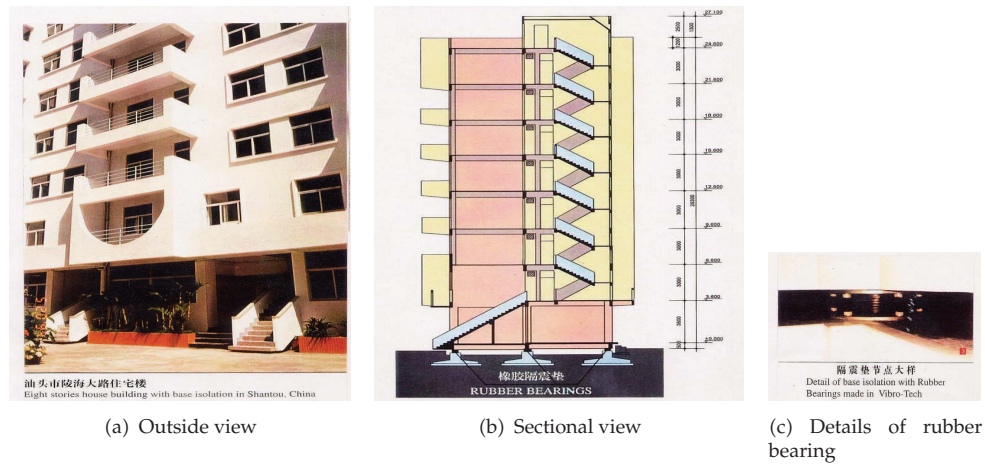 汕头市陵海大路住宅楼
Eight stories house building with base isolation in Shantou, China
(a) Outside view
27.100
24.600
21.600
18.600
15.600
12.600
9.600
6.600
3.600
±0.000
橡胶隔震垫
RUBBER BEARINGS
(b) Sectional view
3
隔震垫节点大样
Detail of base isolation with Rubber
Bearings made in Vibro-Tech
(c) Details of rubber
bearing